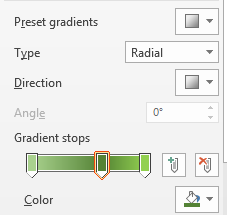 Preset gradients
Type Radial
Direction
Angle 0°
Gradient stops
Color